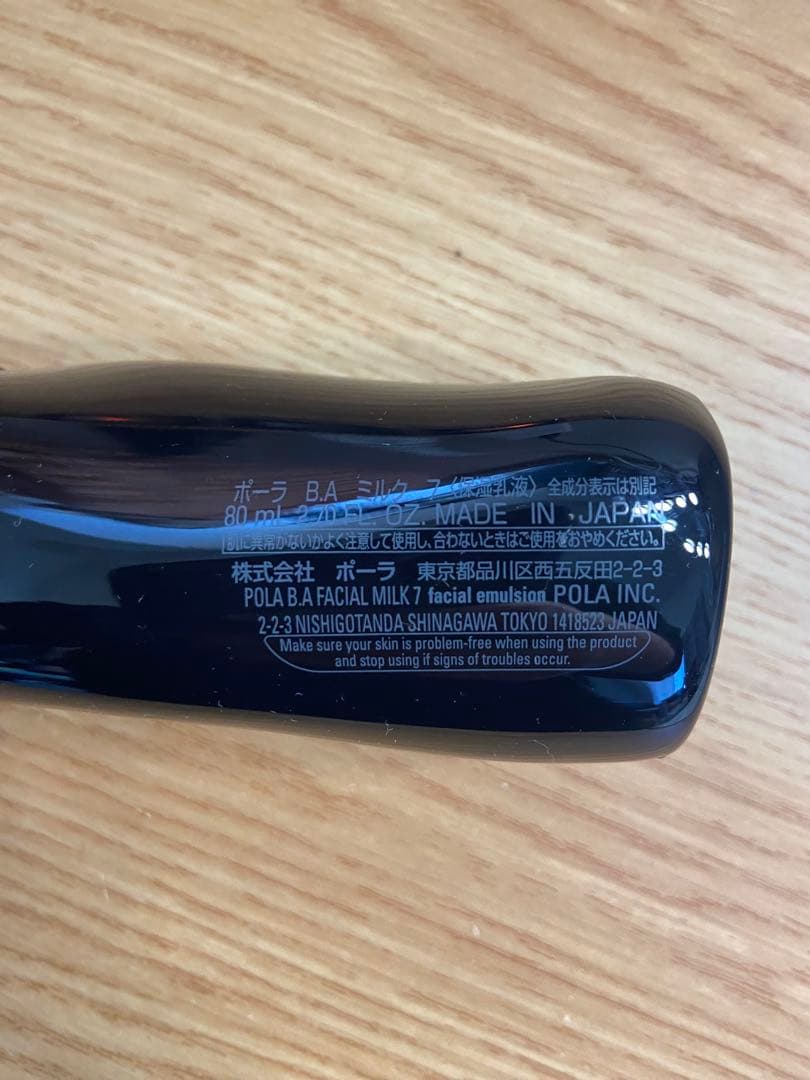 ポーラ B.A ミルク 7〈保湿乳液〉 全成分表示は別記
80 mL 2.70 FL. OZ. MADE IN JAPAN
肌に異常がないかよく注意して使用し、合わないときはご使用をおやめください。
株式会社 ポーラ 東京都品川区西五反田2-2-3
POLA B.A FACIAL MILK 7 facial emulsion POLA INC.
2-2-3 NISHIGOTANDA SHINAGAWA TOKYO 1418523 JAPAN
Make sure your skin is problem-free when using the product
and stop using if signs of troubles occur.